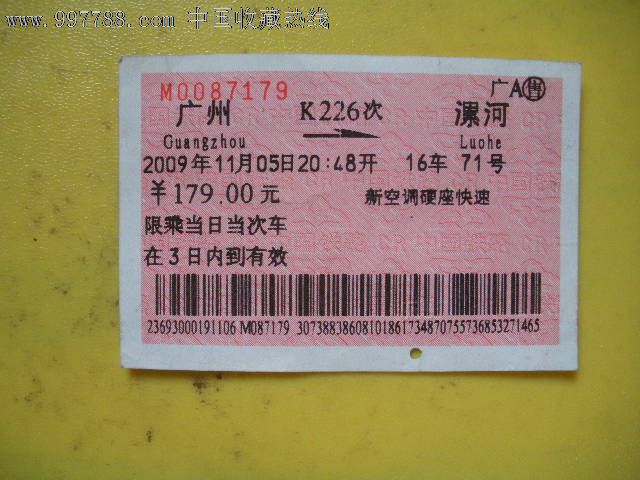 www.997788.com 中国收藏热线
M0087179 广A售
广州 K226次 漯河
Guangzhou Luohe
2009年11月05日20:48开 16车 71号
￥179.00元 新空调硬座快速
限乘当日当次车
在3日内到有效
23693000191106 M087179 30738838608101861734870755736853271465